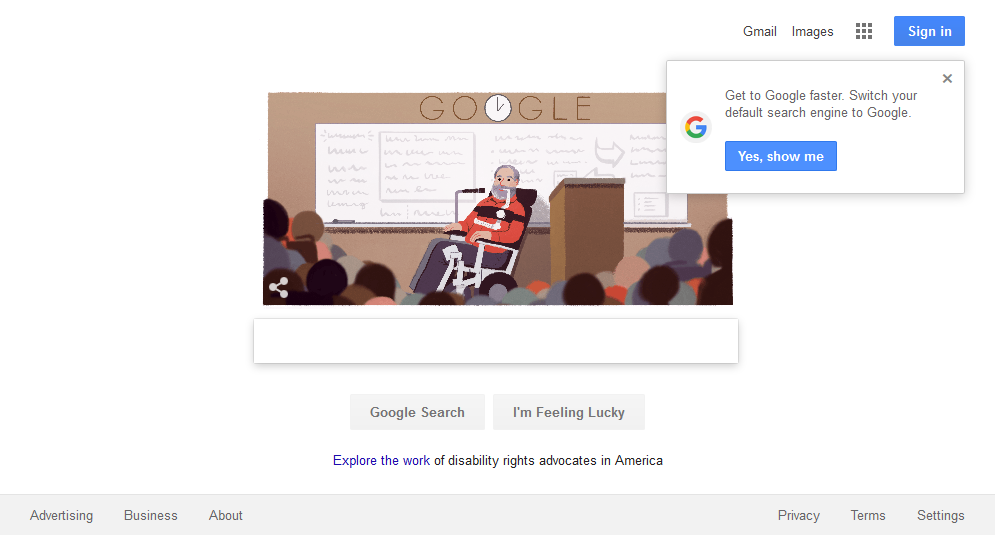 Gmail Images Sign in
Get to Google faster. Switch your
default search engine to Google.
Yes, show me
GOOGLE
Google Search I'm Feeling Lucky
Explore the work of disability rights advocates in America
Advertising Business About Privacy Terms Settings